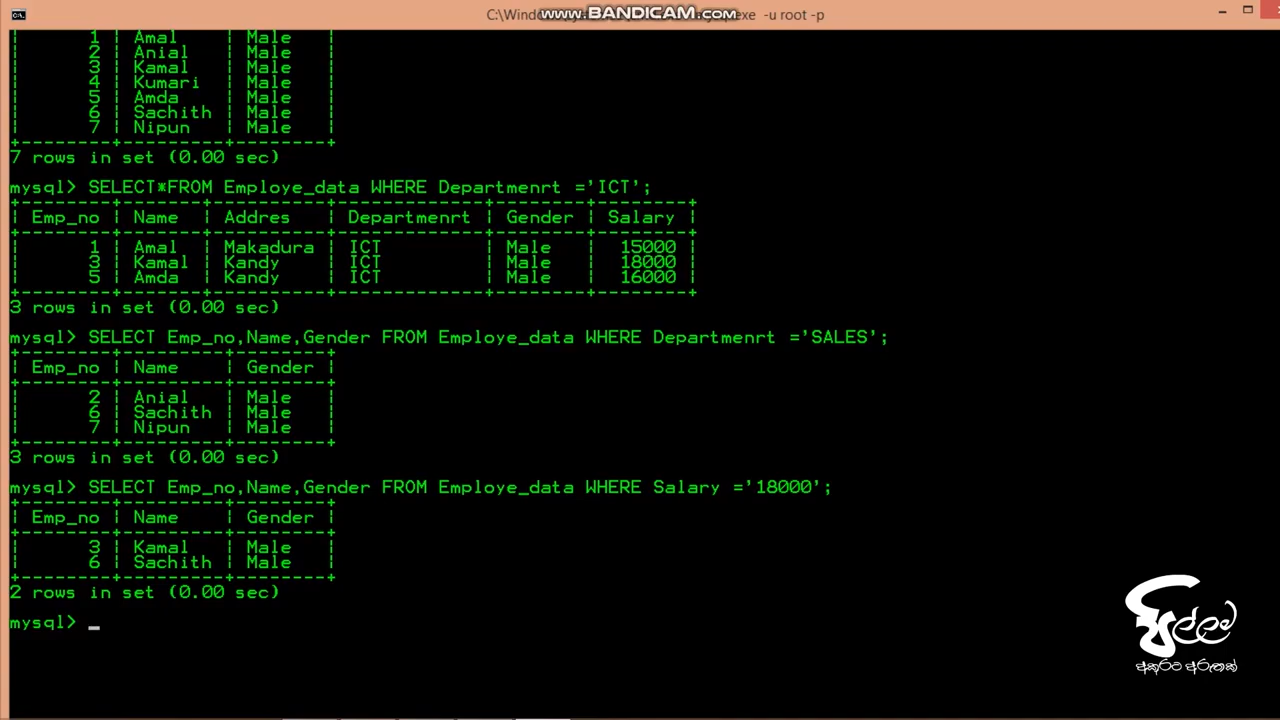 C:\Wind
www.BANDICAM.com
exe -u root -p
| 1 | Amal | Male |
| 2 | Anial | Male |
| 3 | Kamal | Male |
| 4 | Kumari | Male |
| 5 | Amda | Male |
| 6 | Sachith | Male |
| 7 | Nipun | Male |
+--------+---------+--------+
7 rows in set (0.00 sec)
mysql> SELECT*FROM Employe_data WHERE Departmenrt ='ICT';
+--------+-------+----------+-------------+--------+--------+
| Emp_no | Name | Addres | Departmenrt | Gender | Salary |
+--------+-------+----------+-------------+--------+--------+
| 1 | Amal | Makadura | ICT | Male | 15000 |
| 3 | Kamal | Kandy | ICT | Male | 18000 |
| 5 | Amda | Kandy | ICT | Male | 16000 |
+--------+-------+----------+-------------+--------+--------+
3 rows in set (0.00 sec)
mysql> SELECT Emp_no,Name,Gender FROM Employe_data WHERE Departmenrt ='SALES';
+--------+---------+--------+
| Emp_no | Name | Gender |
+--------+---------+--------+
| 2 | Anial | Male |
| 6 | Sachith | Male |
| 7 | Nipun | Male |
+--------+---------+--------+
3 rows in set (0.00 sec)
mysql> SELECT Emp_no,Name,Gender FROM Employe_data WHERE Salary ='18000';
+--------+---------+--------+
| Emp_no | Name | Gender |
+--------+---------+--------+
| 3 | Kamal | Male |
| 6 | Sachith | Male |
+--------+---------+--------+
2 rows in set (0.00 sec)
mysql> _